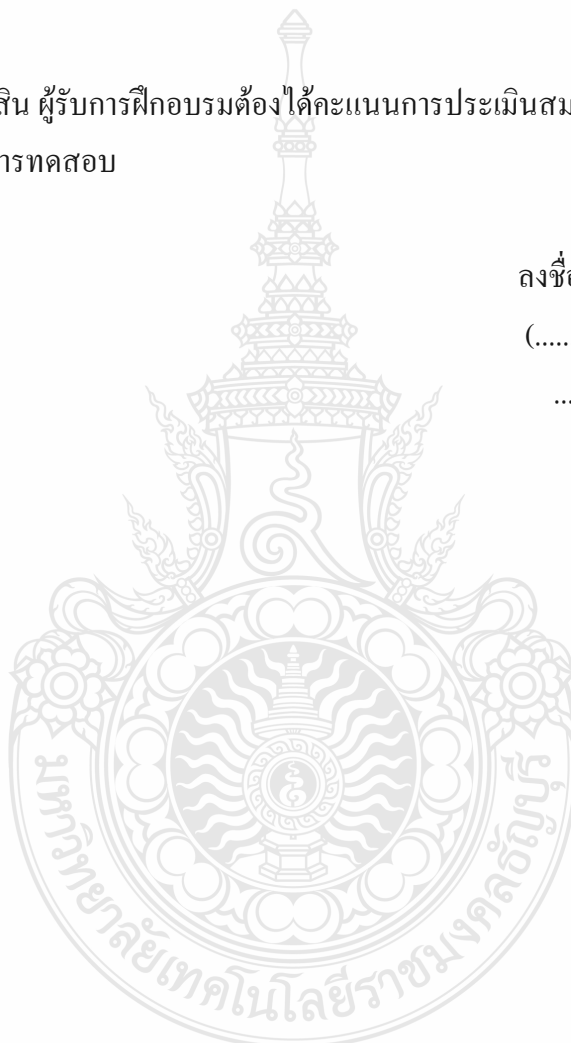 สิน ผู้รับการฝึกอบรมต้องได้คะแนนการประเมินสม
ารทดสอบ
ลงชื่อ
(.....
...
มหาวิทยาลัยเทคโนโลยีราชมงคลธัญบุรี